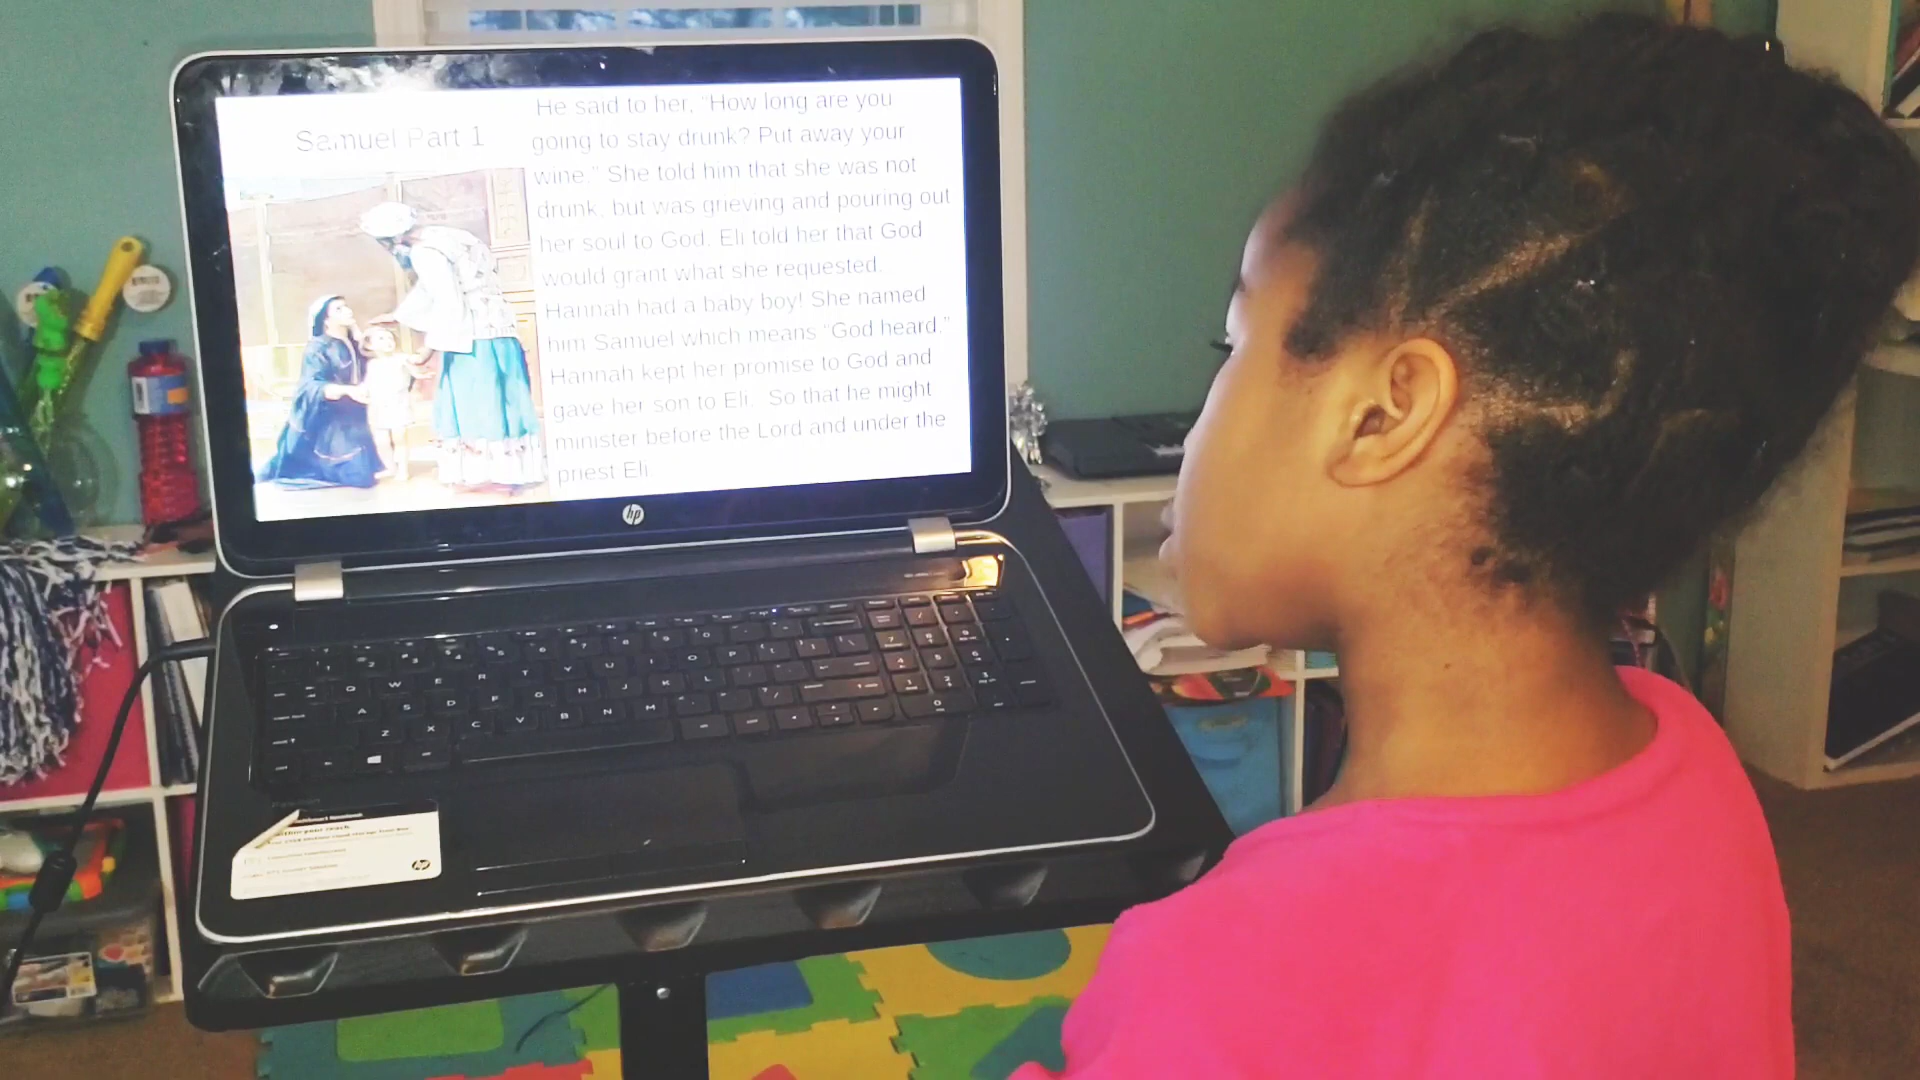 Samuel Part 1
He said to her, “How long are you
going to stay drunk? Put away your
wine.” She told him that she was not
drunk, but was grieving and pouring out
her soul to God. Eli told her that God
would grant what she requested.
Hannah had a baby boy! She named
him Samuel which means “God heard.”
Hannah kept her promise to God and
gave her son to Eli.  So that he might
minister before the Lord and under the
priest Eli.
hp
Q W E R T Y U I O P
A S D F G H J K L
Z X C V B N M
hp